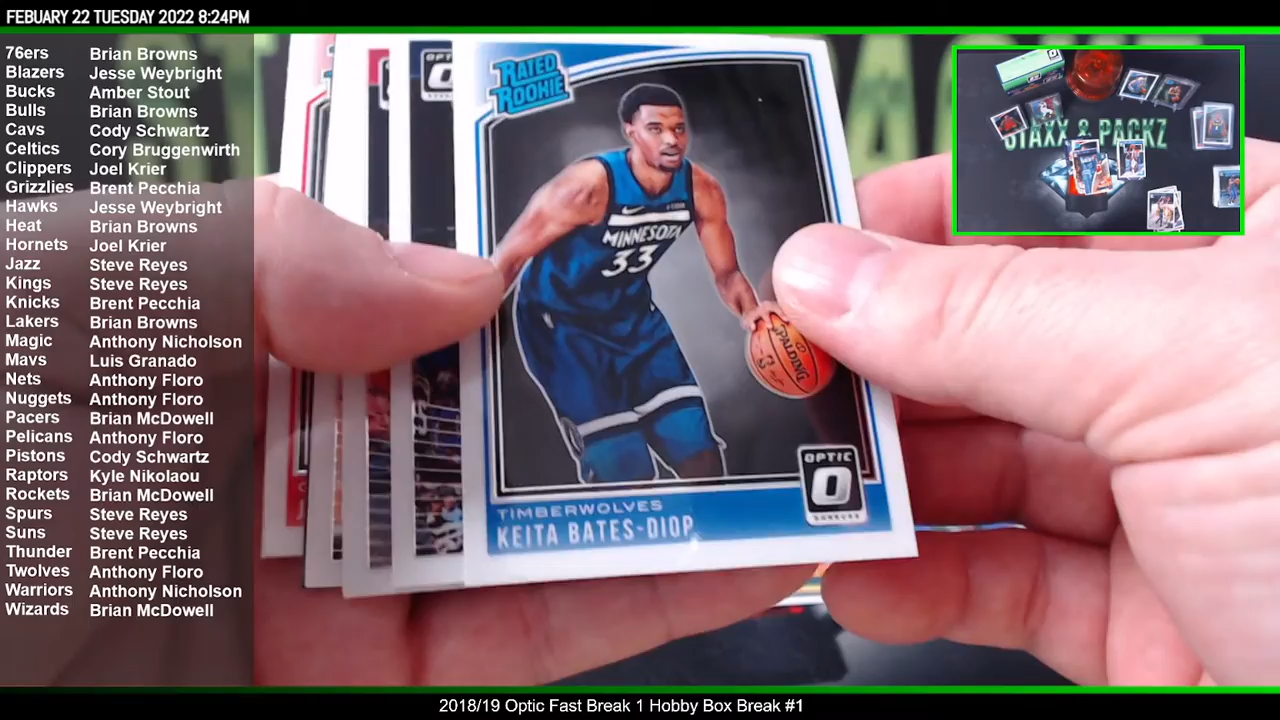 FEBUARY 22 TUESDAY 2022 8:24PM
76ers Brian Browns
Blazers Jesse Weybright
Bucks Amber Stout
Bulls Brian Browns
Cavs Cody Schwartz
Celtics Cory Bruggenwirth
Clippers Joel Krier
Grizzlies Brent Pecchia
Hawks Jesse Weybright
Heat Brian Browns
Hornets Joel Krier
Jazz Steve Reyes
Kings Steve Reyes
Knicks Brent Pecchia
Lakers Brian Browns
Magic Anthony Nicholson
Mavs Luis Granado
Nets Anthony Floro
Nuggets Anthony Floro
Pacers Brian McDowell
Pelicans Anthony Floro
Pistons Cody Schwartz
Raptors Kyle Nikolaou
Rockets Brian McDowell
Spurs Steve Reyes
Suns Steve Reyes
Thunder Brent Pecchia
Twolves Anthony Floro
Warriors Anthony Nicholson
Wizards Brian McDowell
RATED
ROOKIE
MINNESOTA
33
SPALDING
OPTIC
DONRUSS
TIMBERWOLVES
KEITA BATES-DIOP
STAXX & PACKZ
2018/19 Optic Fast Break 1 Hobby Box Break #1